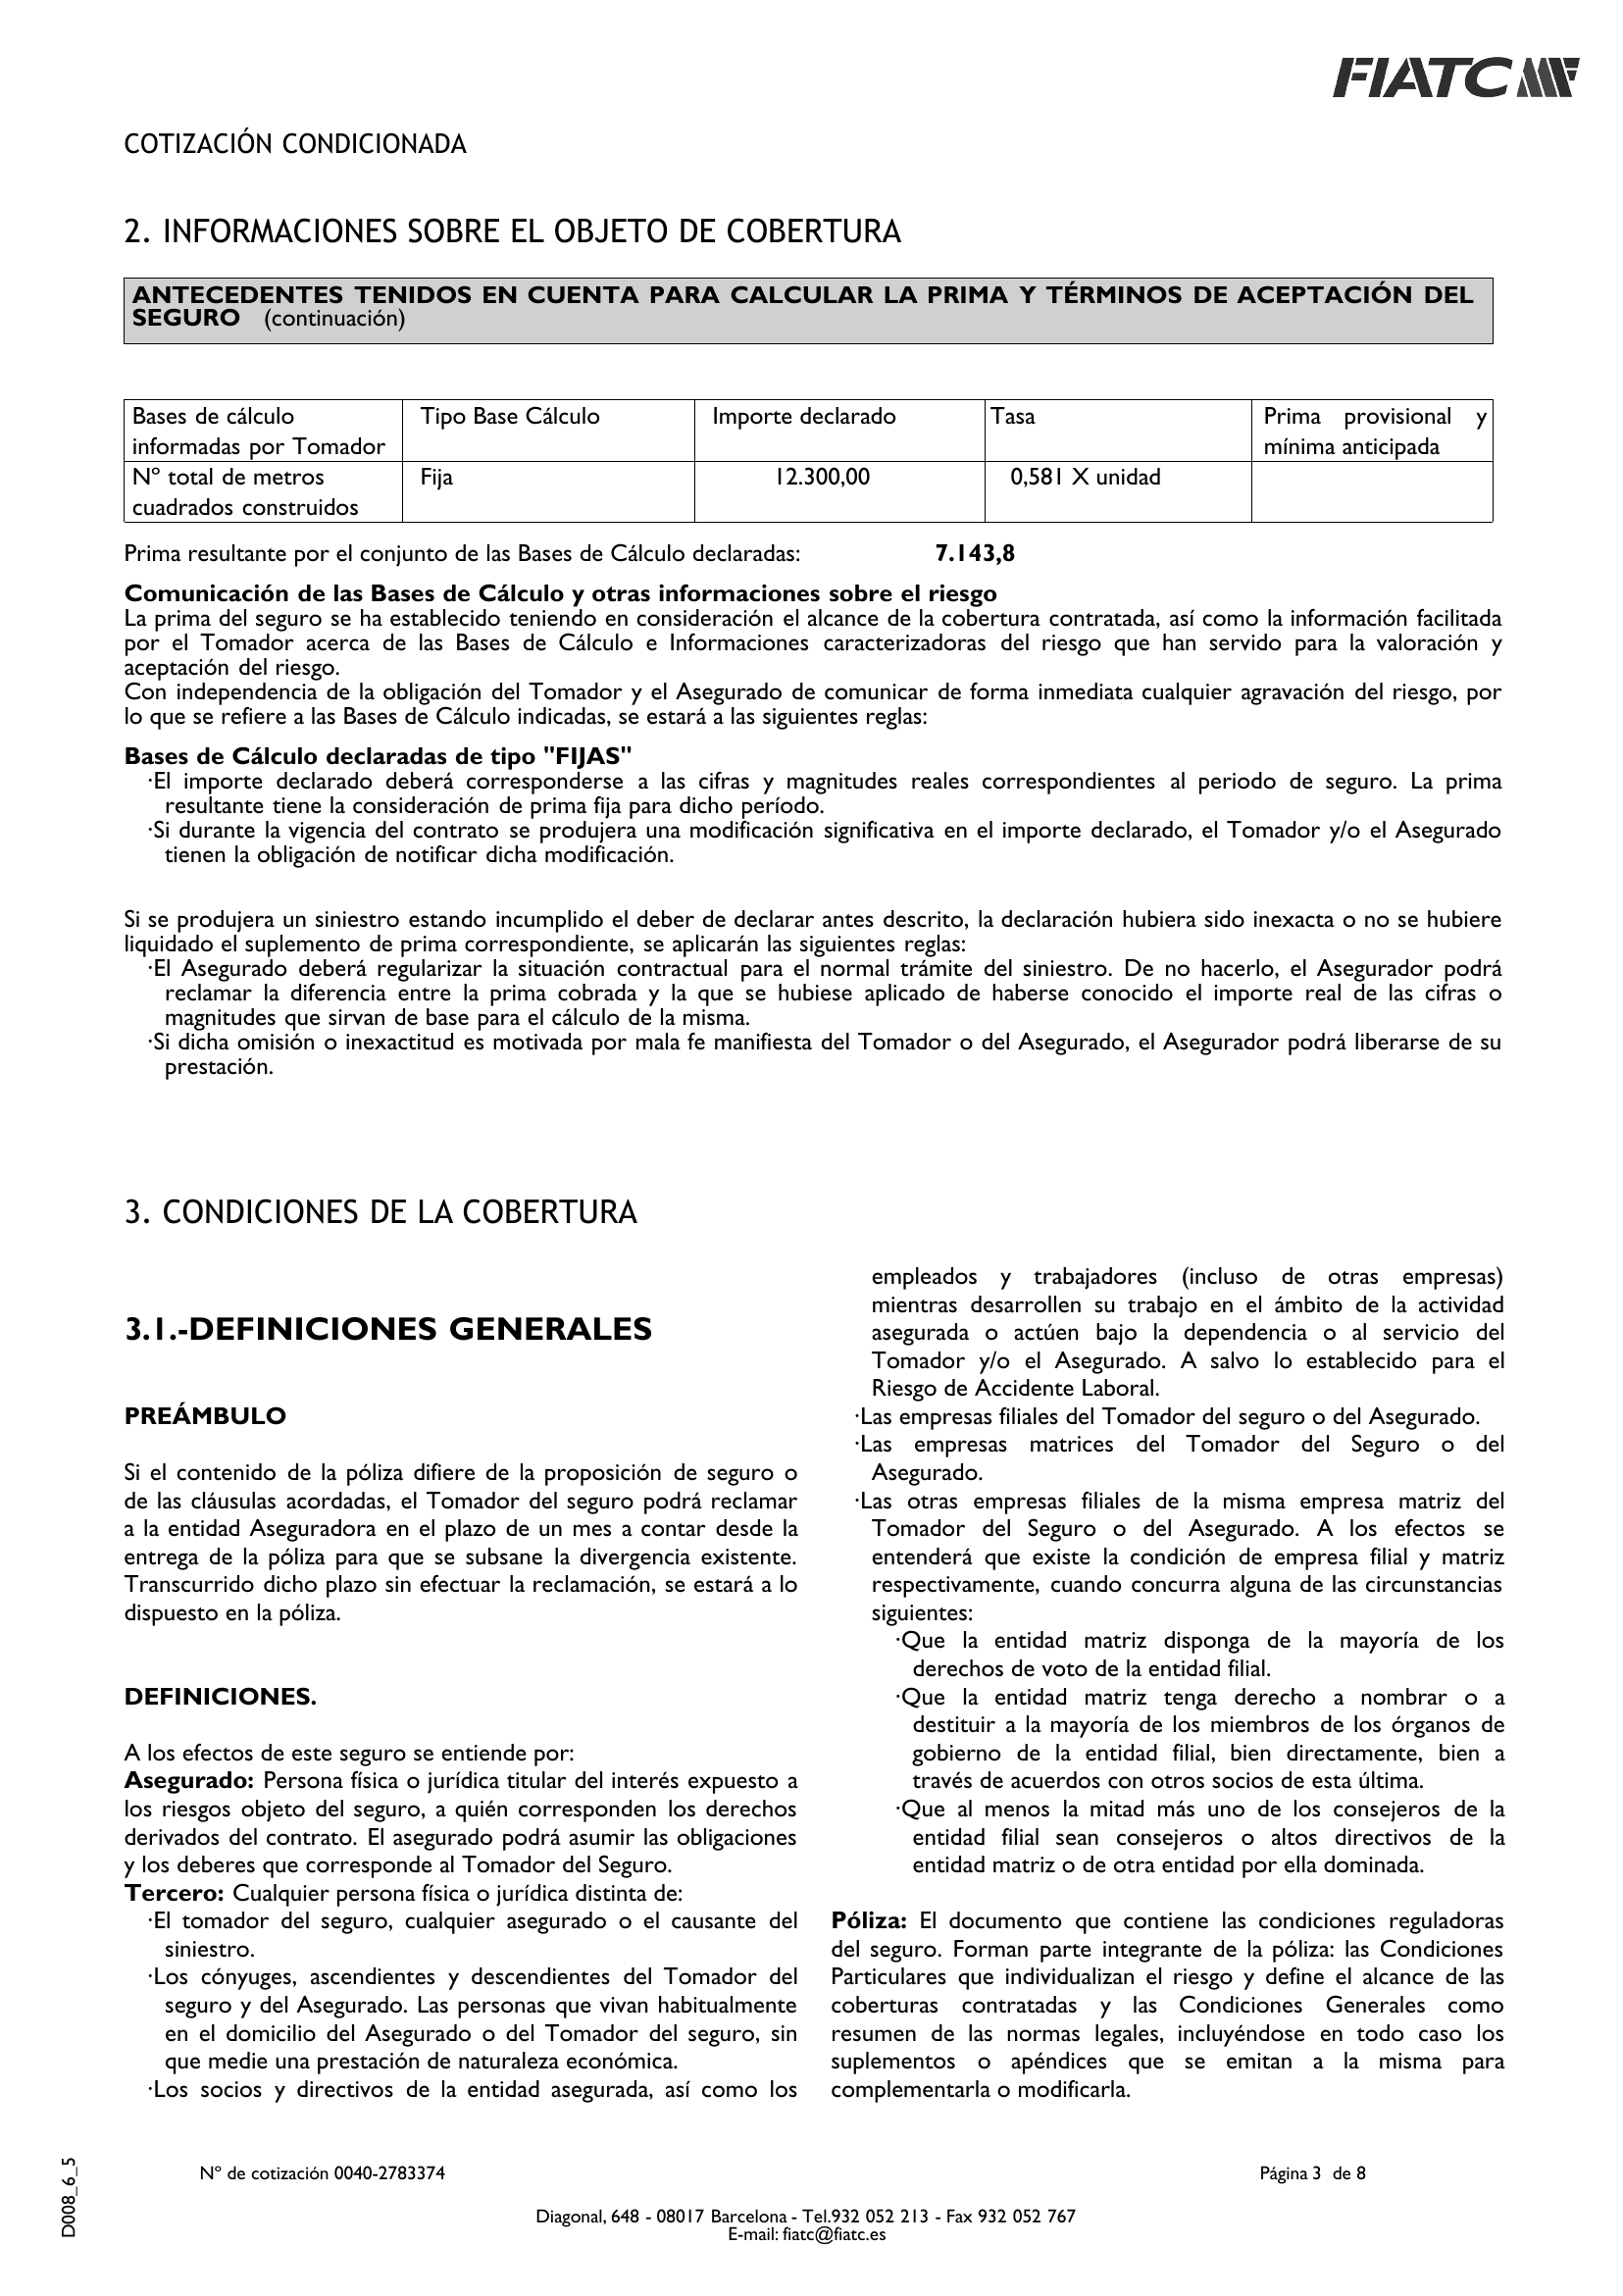 FIATC
COTIZACIÓN CONDICIONADA
2. INFORMACIONES SOBRE EL OBJETO DE COBERTURA
ANTECEDENTES TENIDOS EN CUENTA PARA CALCULAR LA PRIMA Y TÉRMINOS DE ACEPTACIÓN DEL
SEGURO (continuación)
Bases de cálculo
informadas por Tomador
Tipo Base Cálculo
Importe declarado
Tasa
Prima provisional y
mínima anticipada
Nº total de metros
cuadrados construidos
Fija
12.300,00
0,581 X unidad
Prima resultante por el conjunto de las Bases de Cálculo declaradas: 7.143,8
Comunicación de las Bases de Cálculo y otras informaciones sobre el riesgo
La prima del seguro se ha establecido teniendo en consideración el alcance de la cobertura contratada, así como la información facilitada
por el Tomador acerca de las Bases de Cálculo e Informaciones caracterizadoras del riesgo que han servido para la valoración y
aceptación del riesgo.
Con independencia de la obligación del Tomador y el Asegurado de comunicar de forma inmediata cualquier agravación del riesgo, por
lo que se refiere a las Bases de Cálculo indicadas, se estará a las siguientes reglas:
Bases de Cálculo declaradas de tipo "FIJAS"
·El importe declarado deberá corresponderse a las cifras y magnitudes reales correspondientes al periodo de seguro. La prima
resultante tiene la consideración de prima fija para dicho período.
·Si durante la vigencia del contrato se produjera una modificación significativa en el importe declarado, el Tomador y/o el Asegurado
tienen la obligación de notificar dicha modificación.
Si se produjera un siniestro estando incumplido el deber de declarar antes descrito, la declaración hubiera sido inexacta o no se hubiere
liquidado el suplemento de prima correspondiente, se aplicarán las siguientes reglas:
·El Asegurado deberá regularizar la situación contractual para el normal trámite del siniestro. De no hacerlo, el Asegurador podrá
reclamar la diferencia entre la prima cobrada y la que se hubiese aplicado de haberse conocido el importe real de las cifras o
magnitudes que sirvan de base para el cálculo de la misma.
·Si dicha omisión o inexactitud es motivada por mala fe manifiesta del Tomador o del Asegurado, el Asegurador podrá liberarse de su
prestación.
3. CONDICIONES DE LA COBERTURA
3.1.-DEFINICIONES GENERALES
PREÁMBULO
Si el contenido de la póliza difiere de la proposición de seguro o
de las cláusulas acordadas, el Tomador del seguro podrá reclamar
a la entidad Aseguradora en el plazo de un mes a contar desde la
entrega de la póliza para que se subsane la divergencia existente.
Transcurrido dicho plazo sin efectuar la reclamación, se estará a lo
dispuesto en la póliza.
DEFINICIONES.
A los efectos de este seguro se entiende por:
Asegurado: Persona física o jurídica titular del interés expuesto a
los riesgos objeto del seguro, a quién corresponden los derechos
derivados del contrato. El asegurado podrá asumir las obligaciones
y los deberes que corresponde al Tomador del Seguro.
Tercero: Cualquier persona física o jurídica distinta de:
·El tomador del seguro, cualquier asegurado o el causante del
siniestro.
·Los cónyuges, ascendientes y descendientes del Tomador del
seguro y del Asegurado. Las personas que vivan habitualmente
en el domicilio del Asegurado o del Tomador del seguro, sin
que medie una prestación de naturaleza económica.
·Los socios y directivos de la entidad asegurada, así como los
empleados y trabajadores (incluso de otras empresas)
mientras desarrollen su trabajo en el ámbito de la actividad
asegurada o actúen bajo la dependencia o al servicio del
Tomador y/o el Asegurado. A salvo lo establecido para el
Riesgo de Accidente Laboral.
·Las empresas filiales del Tomador del seguro o del Asegurado.
·Las empresas matrices del Tomador del Seguro o del
Asegurado.
·Las otras empresas filiales de la misma empresa matriz del
Tomador del Seguro o del Asegurado. A los efectos se
entenderá que existe la condición de empresa filial y matriz
respectivamente, cuando concurra alguna de las circunstancias
siguientes:
·Que la entidad matriz disponga de la mayoría de los
derechos de voto de la entidad filial.
·Que la entidad matriz tenga derecho a nombrar o a
destituir a la mayoría de los miembros de los órganos de
gobierno de la entidad filial, bien directamente, bien a
través de acuerdos con otros socios de esta última.
·Que al menos la mitad más uno de los consejeros de la
entidad filial sean consejeros o altos directivos de la
entidad matriz o de otra entidad por ella dominada.
Póliza: El documento que contiene las condiciones reguladoras
del seguro. Forman parte integrante de la póliza: las Condiciones
Particulares que individualizan el riesgo y define el alcance de las
coberturas contratadas y las Condiciones Generales como
resumen de las normas legales, incluyéndose en todo caso los
suplementos o apéndices que se emitan a la misma para
complementarla o modificarla.
D008_6_5
Nº de cotización 0040-2783374
Página 3 de 8
Diagonal, 648 - 08017 Barcelona - Tel.932 052 213 - Fax 932 052 767
E-mail: fiatc@fiatc.es